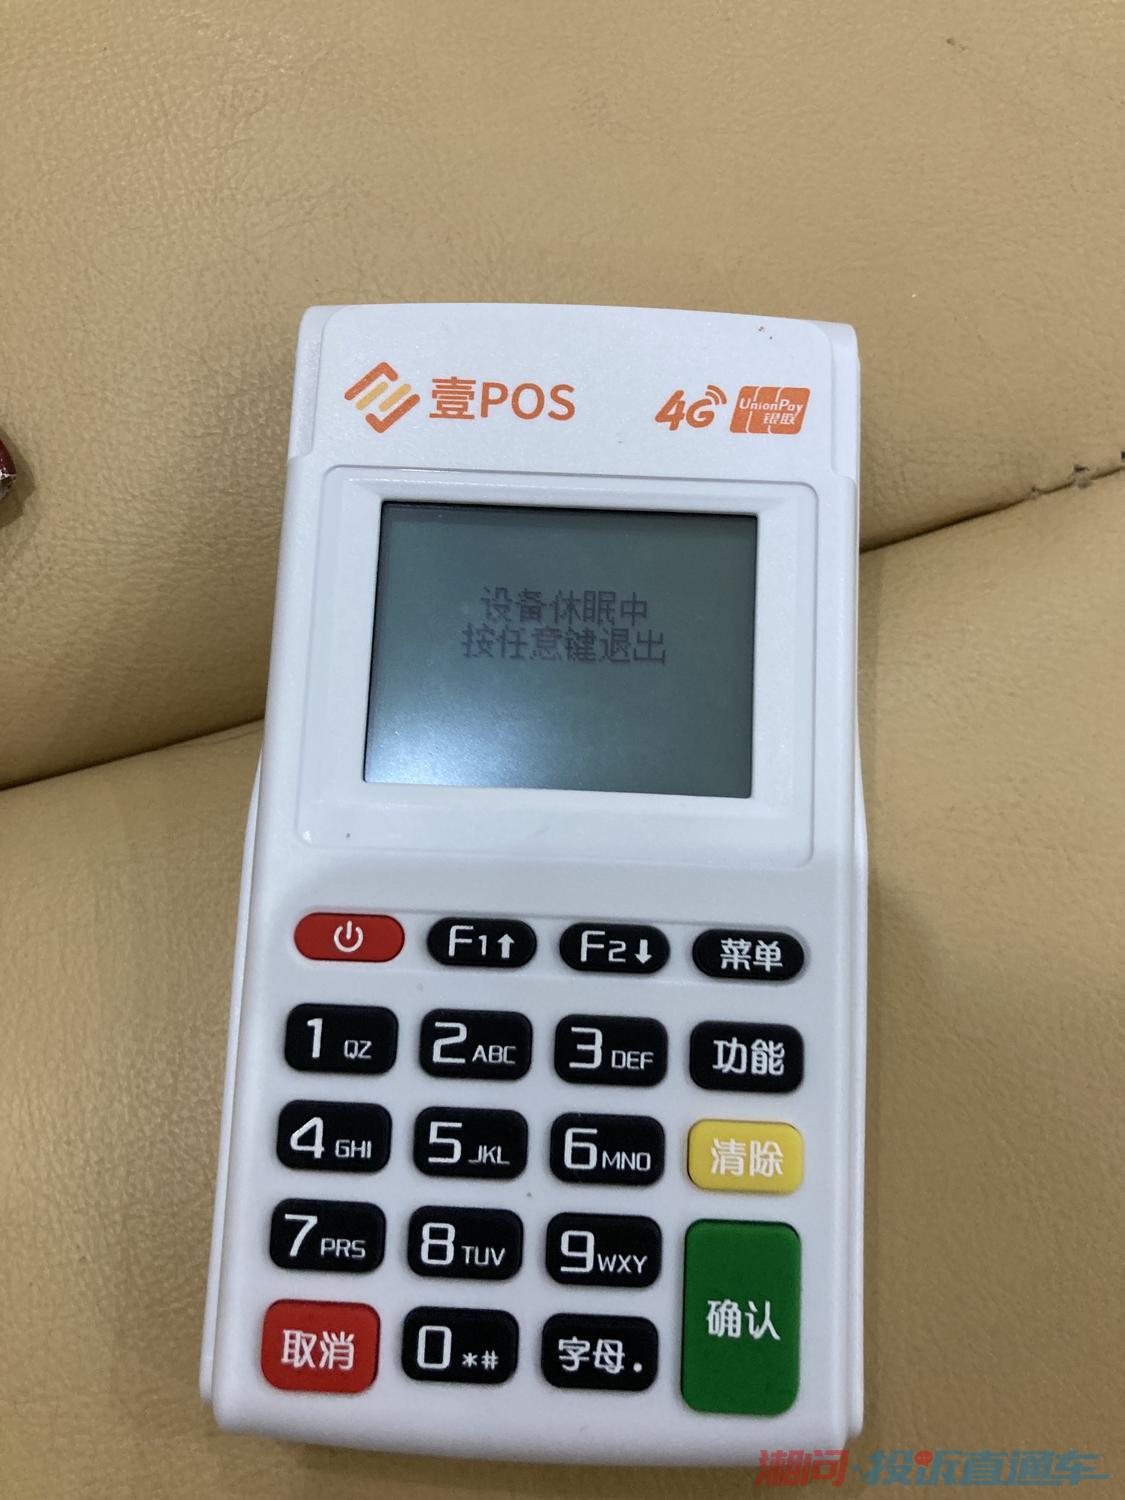 壹POS 4G UnionPay 银联
设备休眠中
按任意键退出
F1↑ F2↓ 菜单
1 QZ 2 ABC 3 DEF 功能
4 GHI 5 JKL 6 MNO 清除
7 PRS 8 TUV 9 WXY
取消 0 *# 字母. 确认
湘问·投诉直通车